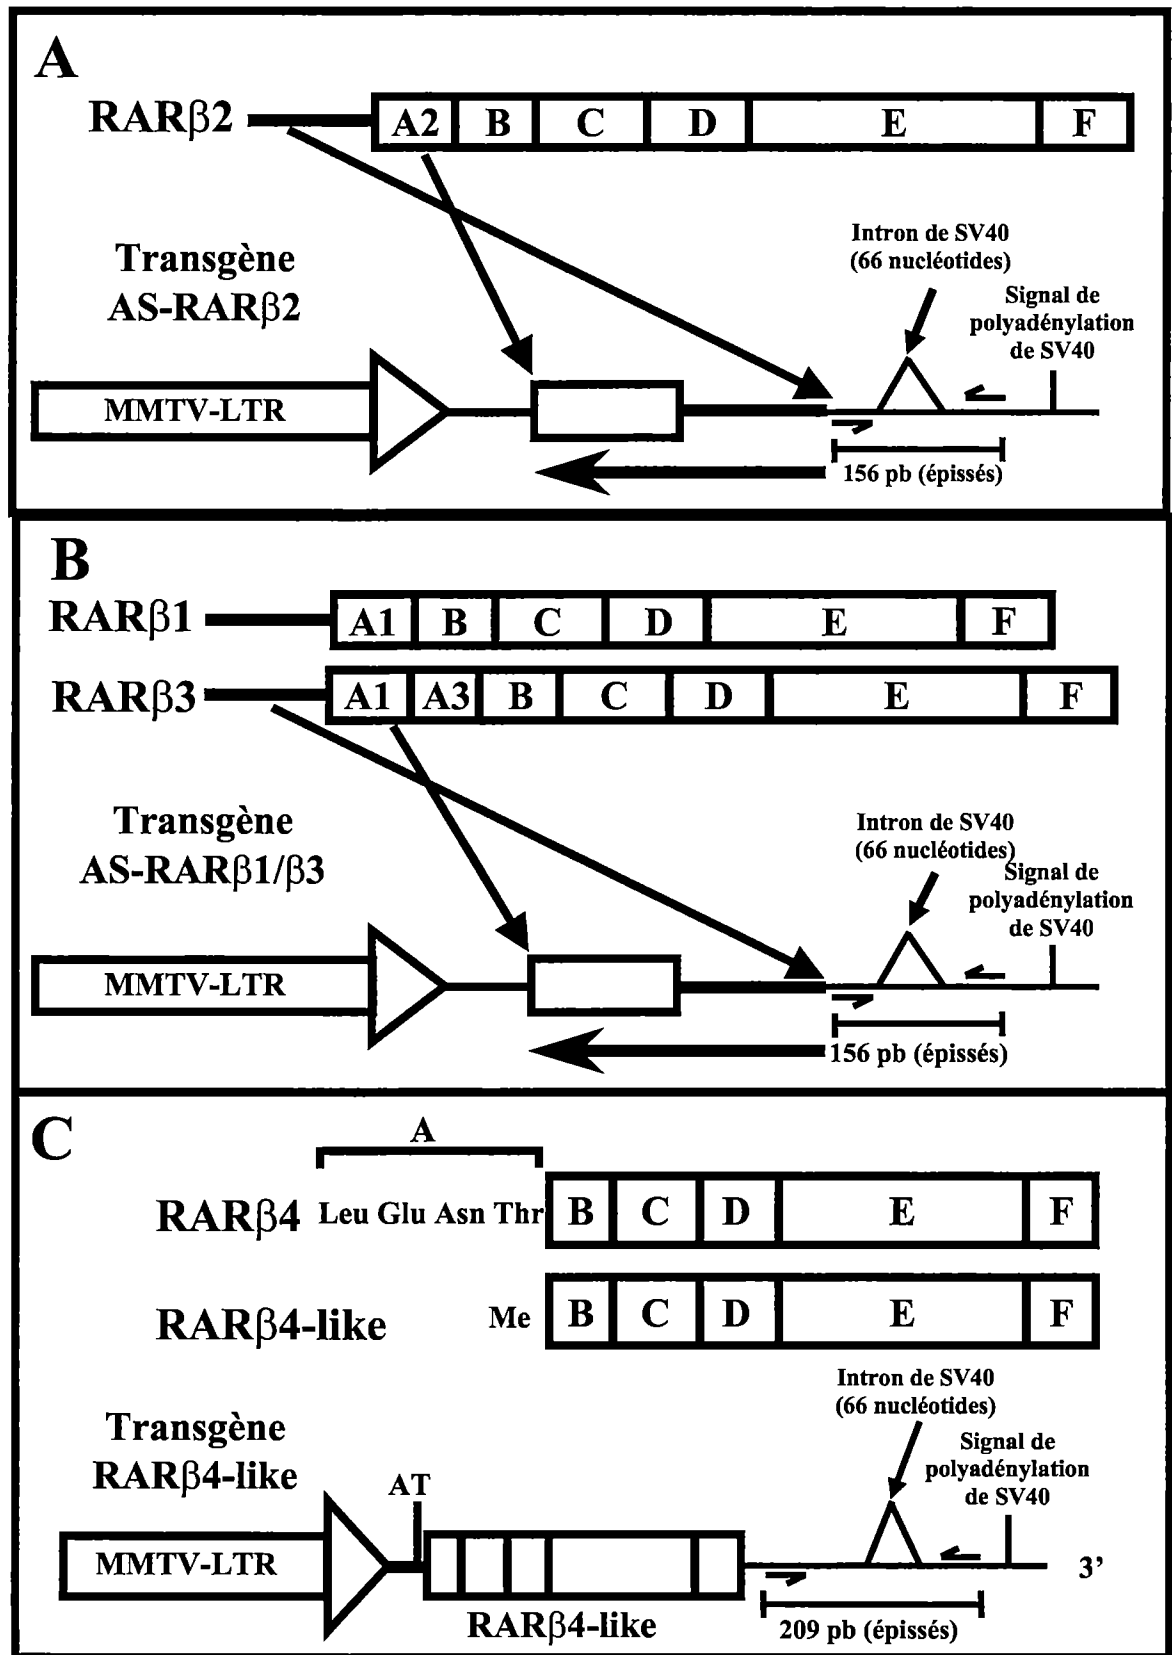 A
RARβ2
A2 B C D E F
Intron de SV40
(66 nucléotides)
Transgène
AS-RARβ2
Signal de
polyadénylation
de SV40
MMTV-LTR
156 pb (épissés)
B
RARβ1
A1 B C D E F
RARβ3
A1 A3 B C D E F
Transgène
AS-RARβ1/β3
Intron de SV40
(66 nucléotides)
Signal de
polyadénylation
de SV40
MMTV-LTR
156 pb (épissés)
C
A
RARβ4 Leu Glu Asn Thr B C D E F
RARβ4-like Me B C D E F
Intron de SV40
(66 nucléotides)
Transgène
RARβ4-like
Signal de
polyadénylation
de SV40
AT
MMTV-LTR
3’
RARβ4-like
209 pb (épissés)